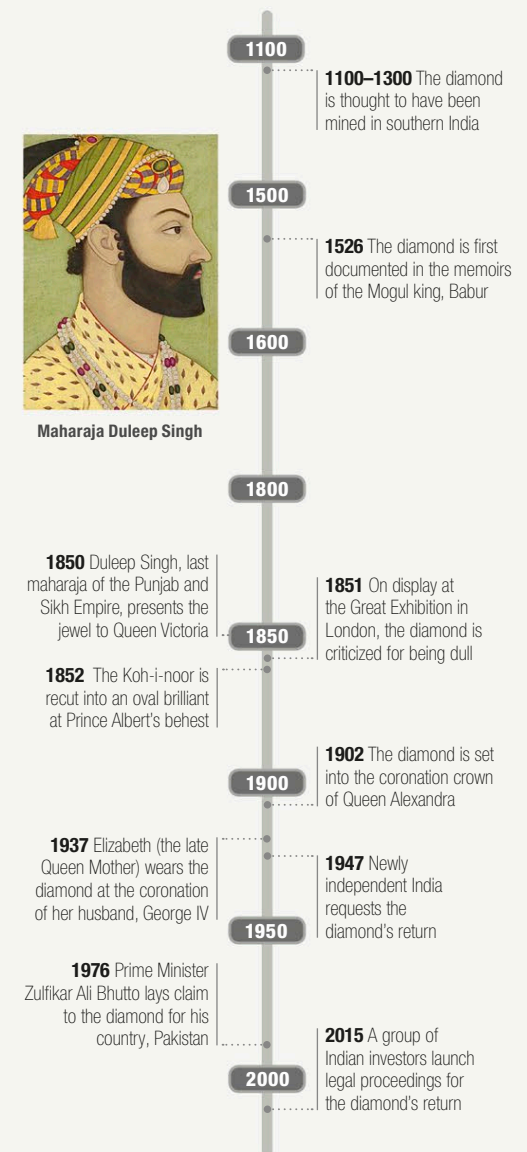 1100
1100–1300 The diamond
is thought to have been
mined in southern India
Maharaja Duleep Singh
1500
1526 The diamond is first
documented in the memoirs
of the Mogul king, Babur
1600
1800
1850 Duleep Singh, last
maharaja of the Punjab and
Sikh Empire, presents the
jewel to Queen Victoria
1850
1851 On display at
the Great Exhibition in
London, the diamond is
criticized for being dull
1852 The Koh-i-noor is
recut into an oval brilliant
at Prince Albert's behest
1900
1902 The diamond is set
into the coronation crown
of Queen Alexandra
1937 Elizabeth (the late
Queen Mother) wears the
diamond at the coronation
of her husband, George IV
1947 Newly
independent India
requests the
diamond's return
1950
1976 Prime Minister
Zulfikar Ali Bhutto lays claim
to the diamond for his
country, Pakistan
2000
2015 A group of
Indian investors launch
legal proceedings for
the diamond's return